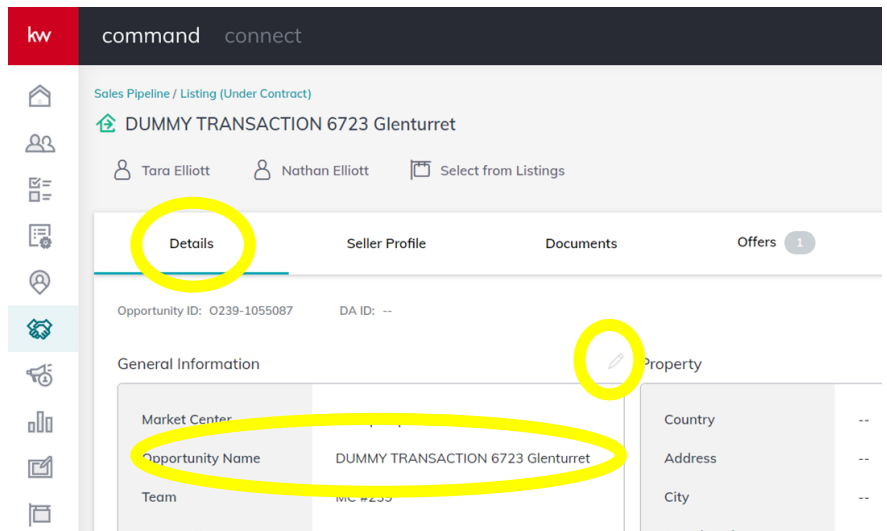 kw command connect
Sales Pipeline / Listing (Under Contract)
DUMMY TRANSACTION 6723 Glenturret
Tara Elliott Nathan Elliott Select from Listings
Details Seller Profile Documents Offers 1
Opportunity ID: O239-1055087 DA ID: --
General Information Property
Market Center Country --
Opportunity Name DUMMY TRANSACTION 6723 Glenturret Address --
Team MC #239 City --